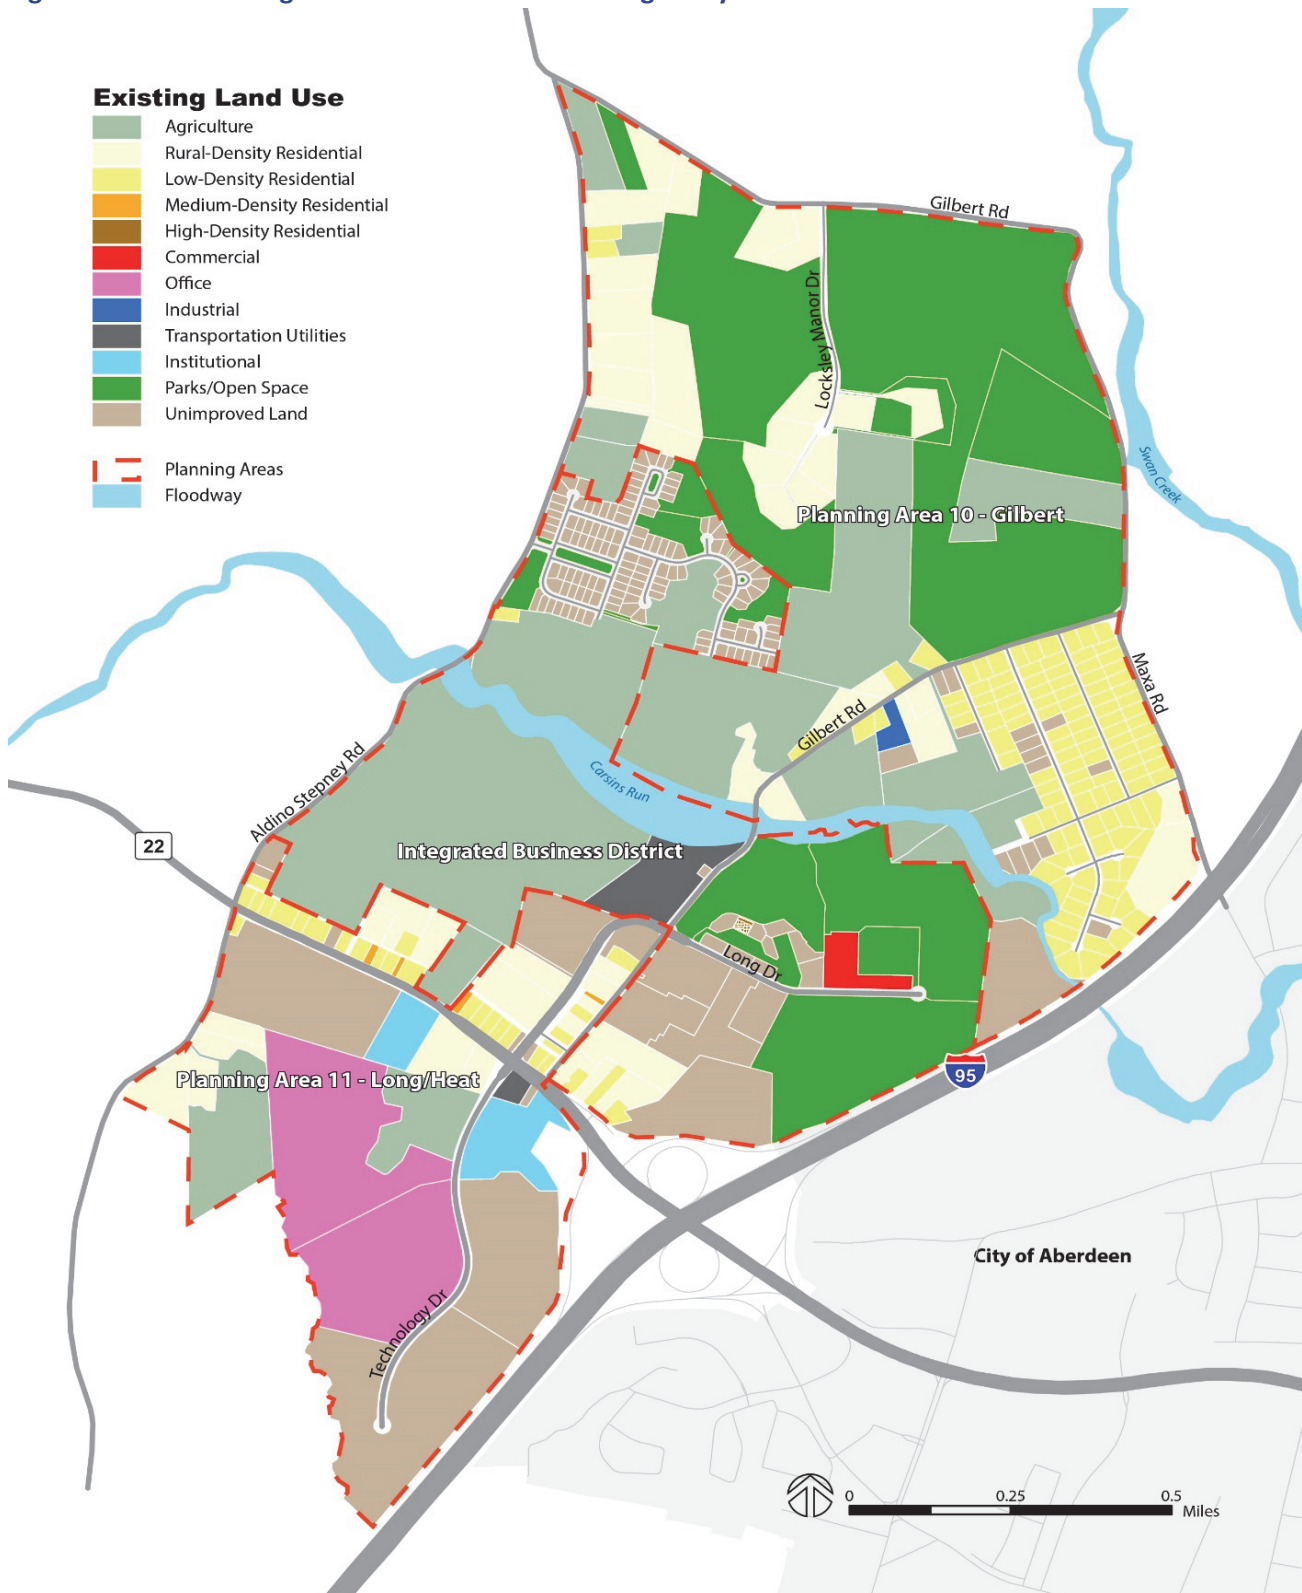 Existing Land Use
Agriculture
Rural-Density Residential
Low-Density Residential
Medium-Density Residential
High-Density Residential
Commercial
Office
Industrial
Transportation Utilities
Institutional
Parks/Open Space
Unimproved Land
Planning Areas
Floodway
Gilbert Rd
Locksley Manor Dr
Swan Creek
Planning Area 10 - Gilbert
Maxa Rd
Gilbert Rd
Aldino Stepney Rd
Carsins Run
22
Integrated Business District
Long Dr
95
Planning Area 11 - Long/Heat
Technology Dr
City of Aberdeen
0 0.25 0.5
Miles